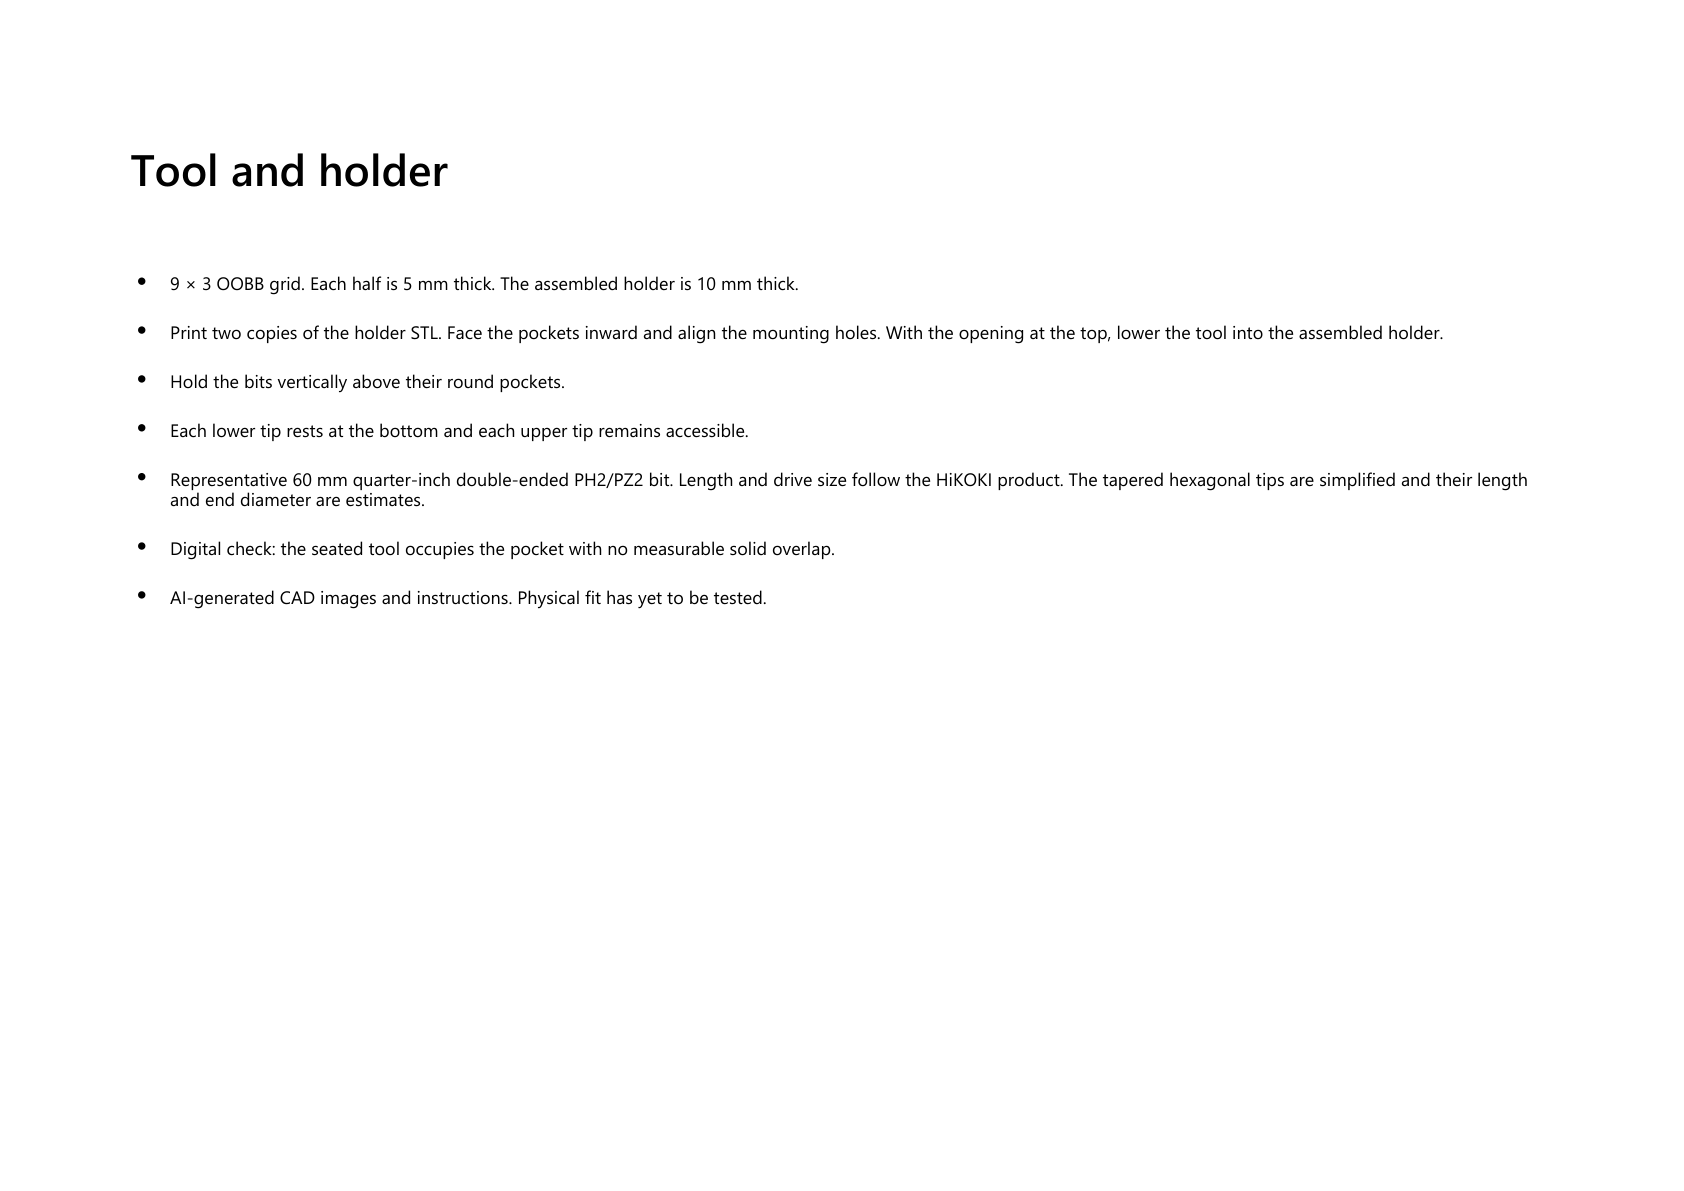 Tool and holder
• 9 × 3 OOBB grid. Each half is 5 mm thick. The assembled holder is 10 mm thick.
• Print two copies of the holder STL. Face the pockets inward and align the mounting holes. With the opening at the top, lower the tool into the assembled holder.
• Hold the bits vertically above their round pockets.
• Each lower tip rests at the bottom and each upper tip remains accessible.
• Representative 60 mm quarter-inch double-ended PH2/PZ2 bit. Length and drive size follow the HiKOKI product. The tapered hexagonal tips are simplified and their length
and end diameter are estimates.
• Digital check: the seated tool occupies the pocket with no measurable solid overlap.
• AI-generated CAD images and instructions. Physical fit has yet to be tested.